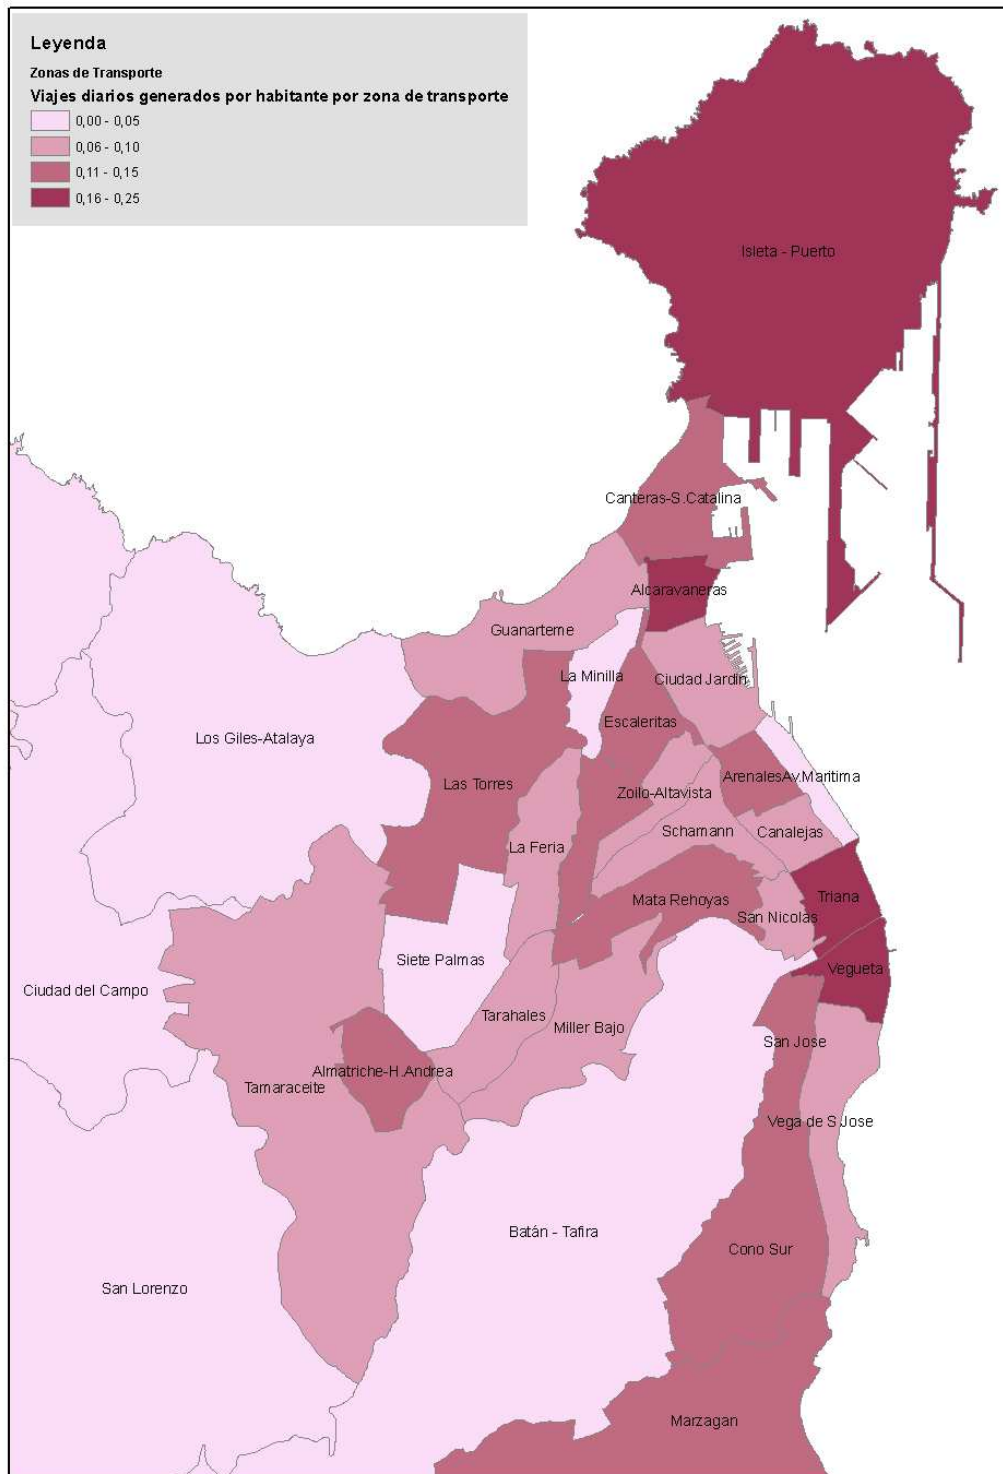 Leyenda
Zonas de Transporte
Viajes diarios generados por habitante por zona de transporte
0,00 - 0,05
0,06 - 0,10
0,11 - 0,15
0,16 - 0,25
Isleta - Puerto
Canteras-S.Catalina
Alcaravaneras
Guanarteme
La Minilla
Ciudad Jardín
Escaleritas
Los Giles-Atalaya
Las Torres
Arenales
Av.Maritima
Zoilo-Altavista
Schamann
Canalejas
La Feria
Mata Rehoyas
Triana
San Nicolás
Siete Palmas
Vegueta
Ciudad del Campo
Tarahales
Miller Bajo
San Jose
Almatriche-H.Andrea
Tamaraceite
Vega de S.Jose
Batán - Tafira
Cono Sur
San Lorenzo
Marzagan